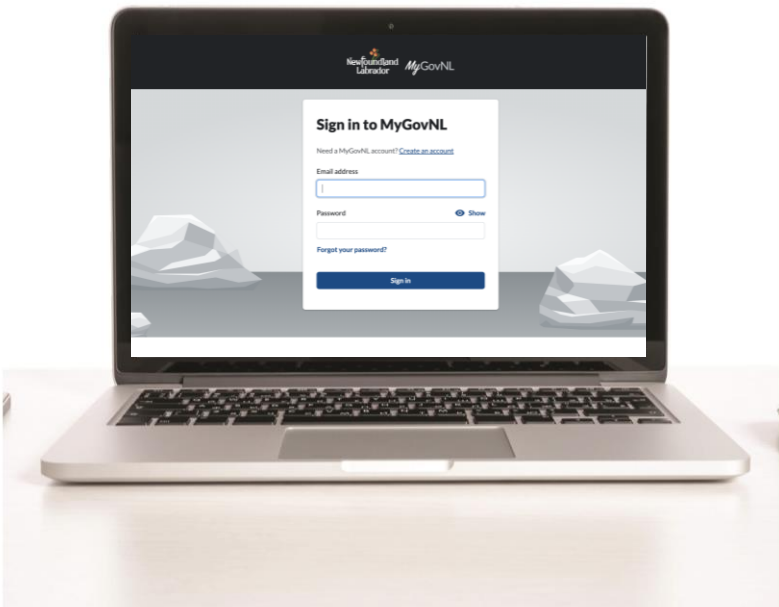 Newfoundland
Labrador
MyGovNL
Sign in to MyGovNL
Need a MyGovNL account? Create an account
Email address
Password
Show
Forgot your password?
Sign in